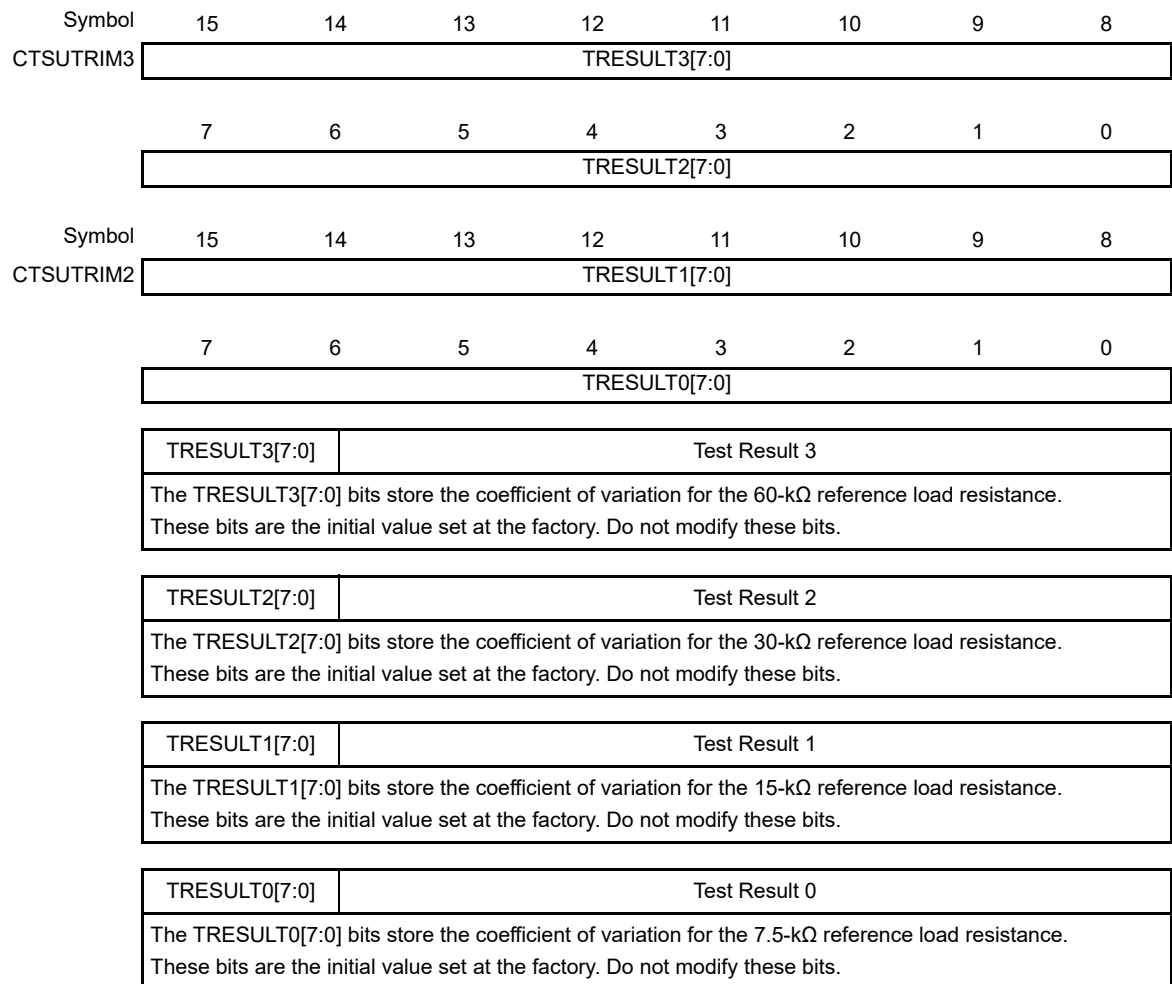 Symbol 15 14 13 12 11 10 9 8
CTSUTRIM3 TRESULT3[7:0]
7 6 5 4 3 2 1 0
TRESULT2[7:0]
Symbol 15 14 13 12 11 10 9 8
CTSUTRIM2 TRESULT1[7:0]
7 6 5 4 3 2 1 0
TRESULT0[7:0]
TRESULT3[7:0] Test Result 3
The TRESULT3[7:0] bits store the coefficient of variation for the 60-kΩ reference load resistance.
These bits are the initial value set at the factory. Do not modify these bits.
TRESULT2[7:0] Test Result 2
The TRESULT2[7:0] bits store the coefficient of variation for the 30-kΩ reference load resistance.
These bits are the initial value set at the factory. Do not modify these bits.
TRESULT1[7:0] Test Result 1
The TRESULT1[7:0] bits store the coefficient of variation for the 15-kΩ reference load resistance.
These bits are the initial value set at the factory. Do not modify these bits.
TRESULT0[7:0] Test Result 0
The TRESULT0[7:0] bits store the coefficient of variation for the 7.5-kΩ reference load resistance.
These bits are the initial value set at the factory. Do not modify these bits.